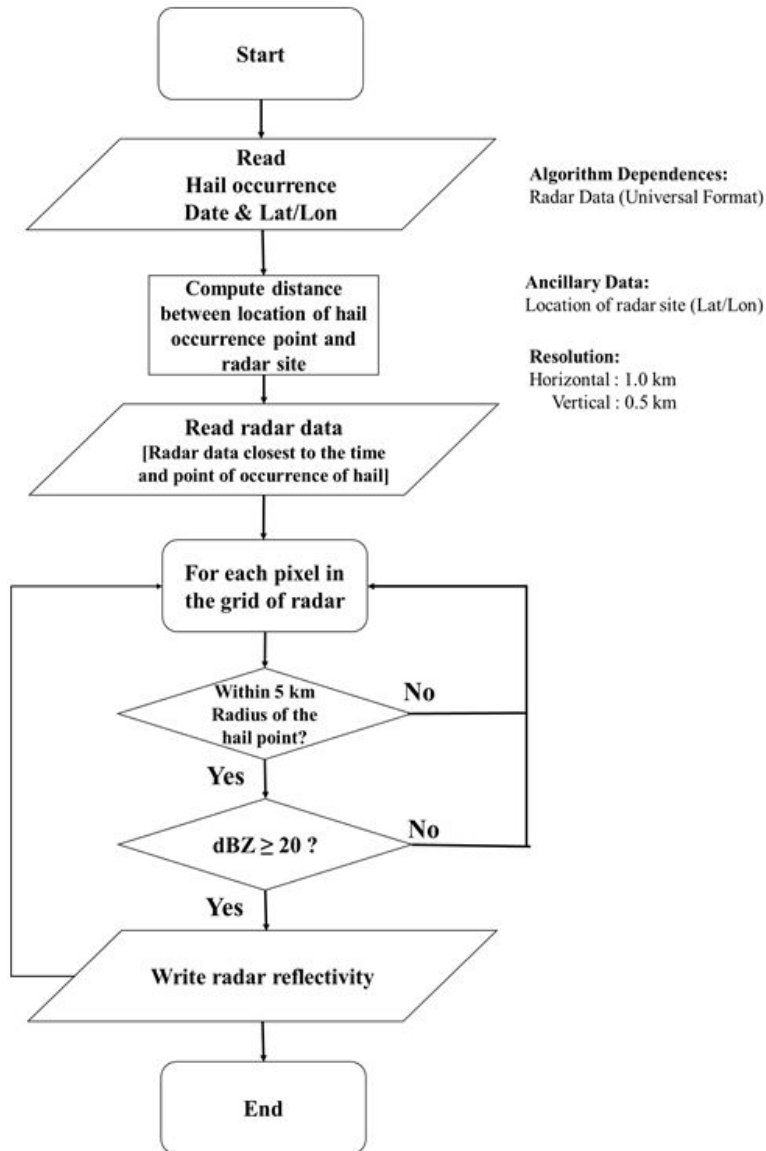 Start
Read
Hail occurrence
Date & Lat/Lon
Algorithm Dependences:
Radar Data (Universal Format)
Compute distance
between location of hail
occurrence point and
radar site
Ancillary Data:
Location of radar site (Lat/Lon)
Resolution:
Horizontal : 1.0 km
Vertical : 0.5 km
Read radar data
[Radar data closest to the time
and point of occurrence of hail]
For each pixel in
the grid of radar
Within 5 km
Radius of the
hail point?
No
Yes
dBZ ≥ 20 ?
No
Yes
Write radar reflectivity
End